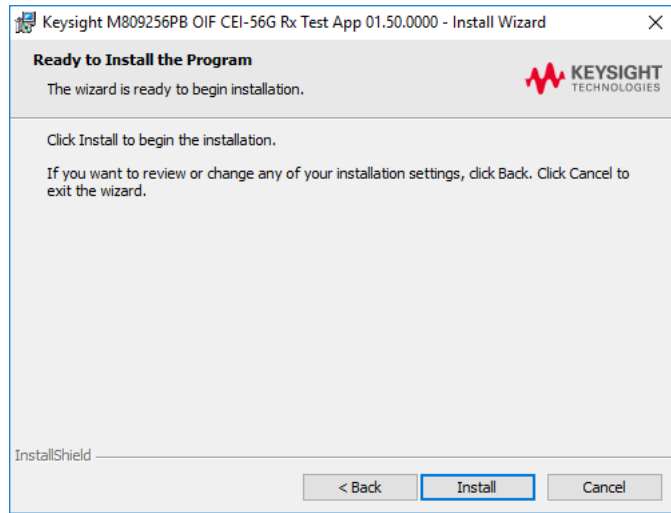 Keysight M809256PB OIF CEI-56G Rx Test App 01.50.0000 - Install Wizard
Ready to Install the Program
The wizard is ready to begin installation.
KEYSIGHT
TECHNOLOGIES
Click Install to begin the installation.
If you want to review or change any of your installation settings, click Back. Click Cancel to
exit the wizard.
InstallShield
< Back
Install
Cancel